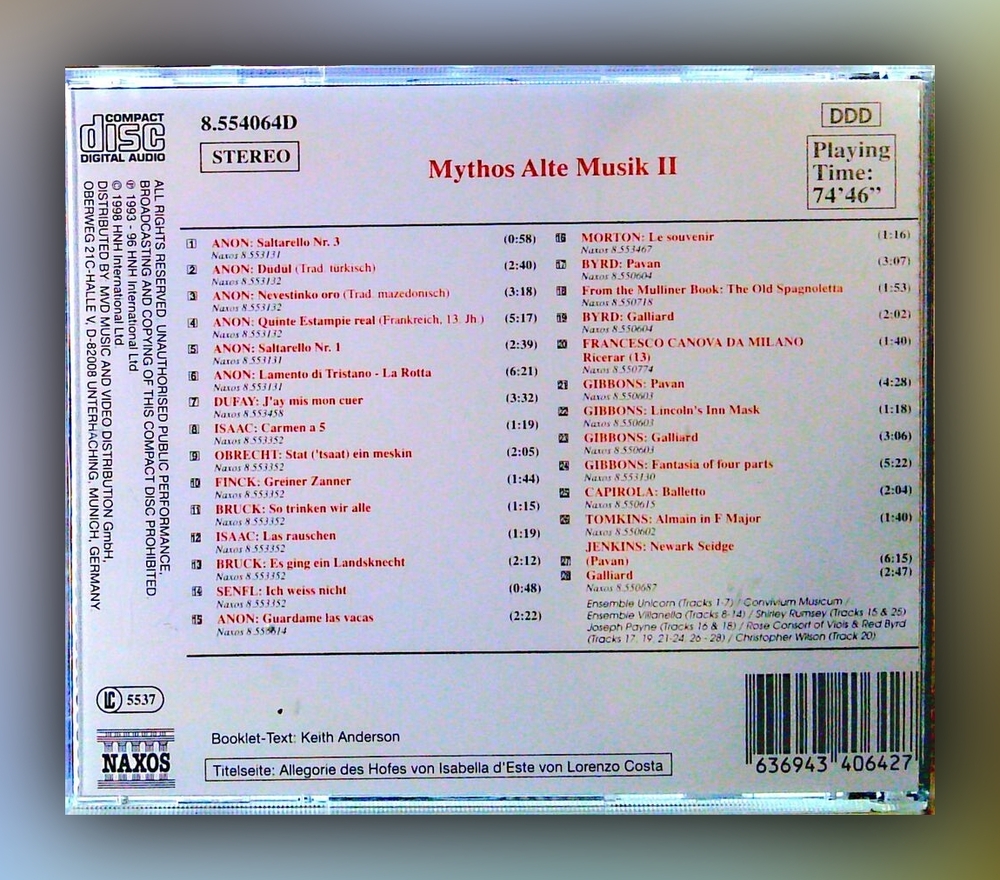 COMPACT
disc
DIGITAL AUDIO
8.554064D
STEREO
Mythos Alte Musik II
DDD
Playing
Time:
74'46"
ALL RIGHTS RESERVED. UNAUTHORISED PUBLIC PERFORMANCE,
BROADCASTING AND COPYING OF THIS COMPACT DISC PROHIBITED
℗ 1993 - 96 HNH International Ltd
© 1998 HNH International Ltd.
DISTRIBUTED BY: MVD MUSIC AND VIDEO DISTRIBUTION GmbH,
OBERWEG 21C-HALLE V, D-82008 UNTERHACHING, MUNICH, GERMANY
1 ANON: Saltarello Nr. 3 (0:58)
Naxos 8.553131
2 ANON: Dudul (Trad. türkisch) (2:40)
Naxos 8.553132
3 ANON: Nevestinko oro (Trad. mazedonisch) (3:18)
Naxos 8.553132
4 ANON: Quinte Estampie real (Frankreich, 13. Jh.) (5:17)
Naxos 8.553132
5 ANON: Saltarello Nr. 1 (2:39)
Naxos 8.553131
6 ANON: Lamento di Tristano - La Rotta (6:21)
Naxos 8.553131
7 DUFAY: J'ay mis mon cuer (3:32)
Naxos 8.553458
8 ISAAC: Carmen a 5 (1:19)
Naxos 8.553352
9 OBRECHT: Stat ('tsaat) ein meskin (2:05)
Naxos 8.553352
10 FINCK: Greiner Zanner (1:44)
Naxos 8.553352
11 BRUCK: So trinken wir alle (1:15)
Naxos 8.553352
12 ISAAC: Las rauschen (1:19)
Naxos 8.553352
13 BRUCK: Es ging ein Landsknecht (2:12)
Naxos 8.553352
14 SENFL: Ich weiss nicht (0:48)
Naxos 8.553352
15 ANON: Guardame las vacas (2:22)
Naxos
16 MORTON: Le souvenir (1:16)
Naxos 8.553467
17 BYRD: Pavan (3:07)
Naxos 8.550604
18 From the Mulliner Book: The Old Spagnoletta (1:53)
Naxos 8.550718
19 BYRD: Galliard (2:02)
Naxos 8.550604
20 FRANCESCO CANOVA DA MILANO (1:40)
Ricerar (13)
Naxos 8.550774
21 GIBBONS: Pavan (4:28)
Naxos 8.550603
22 GIBBONS: Lincoln's Inn Mask (1:18)
Naxos 8.550603
23 GIBBONS: Galliard (3:06)
Naxos 8.550603
24 GIBBONS: Fantasia of four parts (5:22)
Naxos 8.553130
25 CAPIROLA: Balletto (2:04)
Naxos 8.550615
26 TOMKINS: Almain in F Major (1:40)
Naxos 8.550602
JENKINS: Newark Seidge
27 (Pavan) (6:15)
28 Galliard (2:47)
Naxos 8.550687
Ensemble Unicorn (Tracks 1-7) / Convivium Musicum /
Ensemble Villanella (Tracks 8-14) / Shirley Rumsey (Tracks 15 & 25)
Joseph Payne (Tracks 16 & 18) / Rose Consort of Viols & Red Byrd
(Tracks 17, 19, 21-24, 26 - 28) / Christopher Wilson (Track 20)
LC 5537
NAXOS
Booklet-Text: Keith Anderson
Titelseite: Allegorie des Hofes von Isabella d'Este von Lorenzo Costa
636943 406427